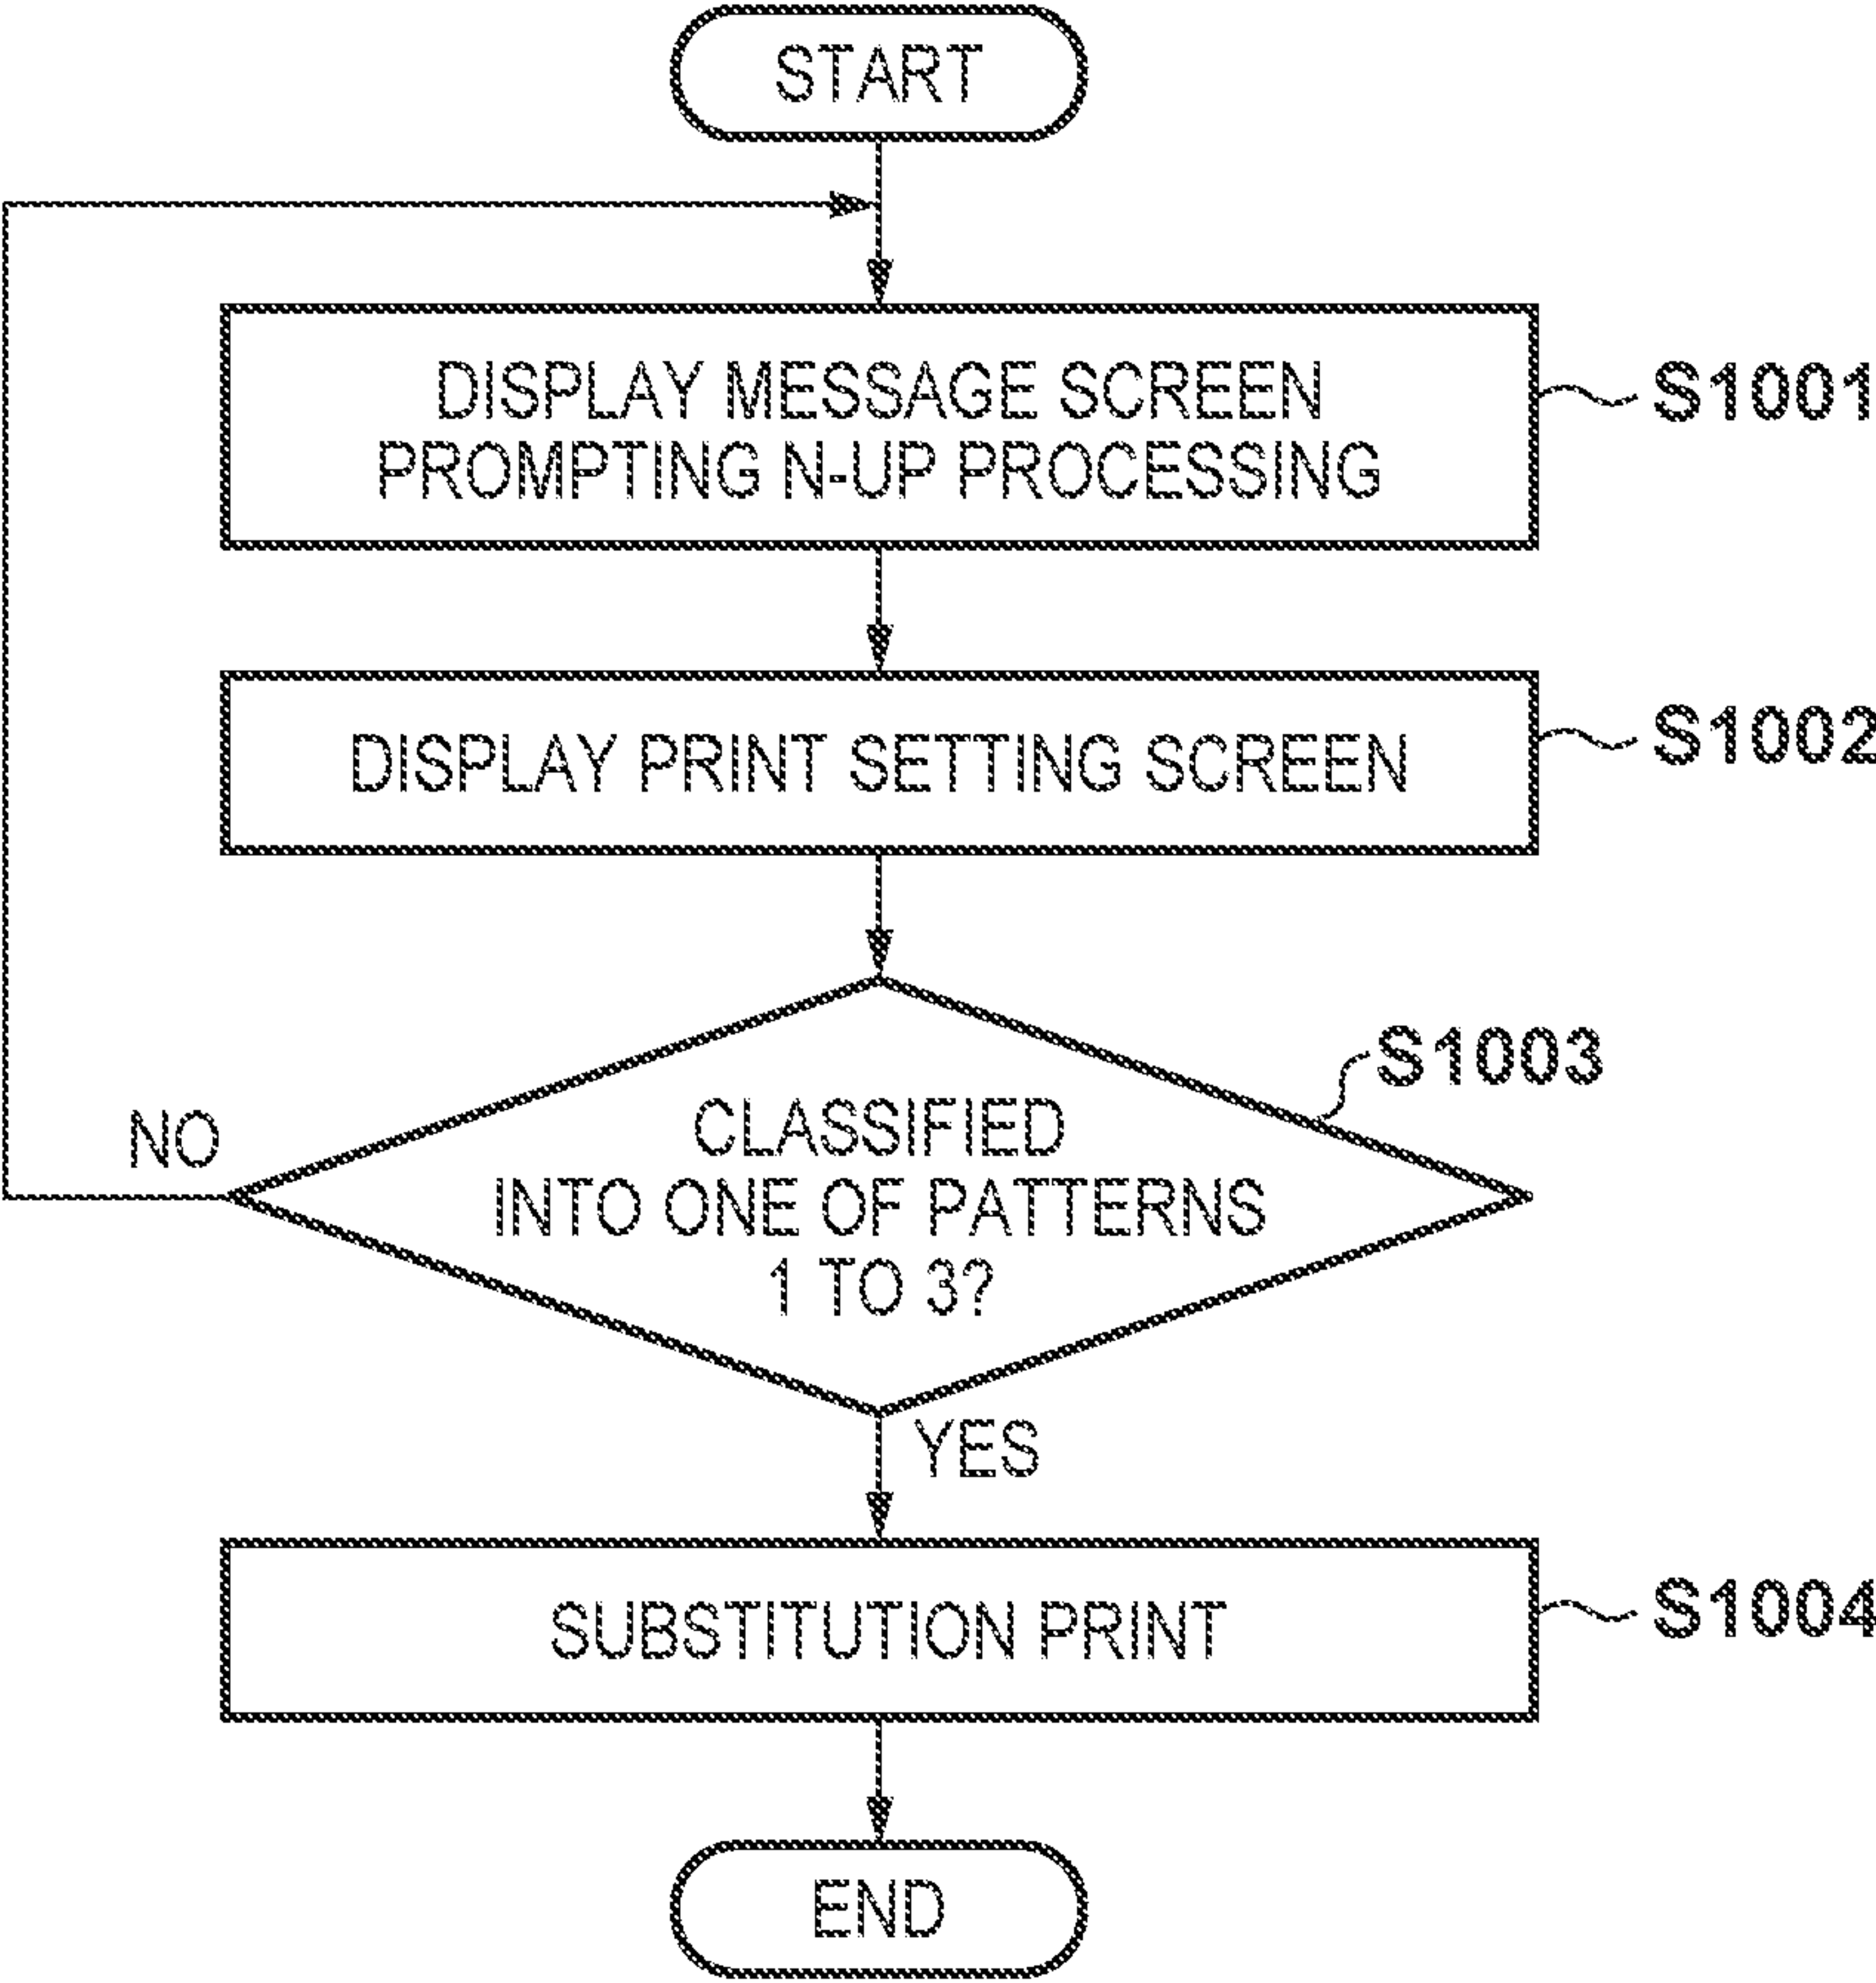 START
DISPLAY MESSAGE SCREEN
PROMPTING N-UP PROCESSING
S1001
DISPLAY PRINT SETTING SCREEN
S1002
S1003
CLASSIFIED
INTO ONE OF PATTERNS
1 TO 3?
NO
YES
SUBSTITUTION PRINT
S1004
END